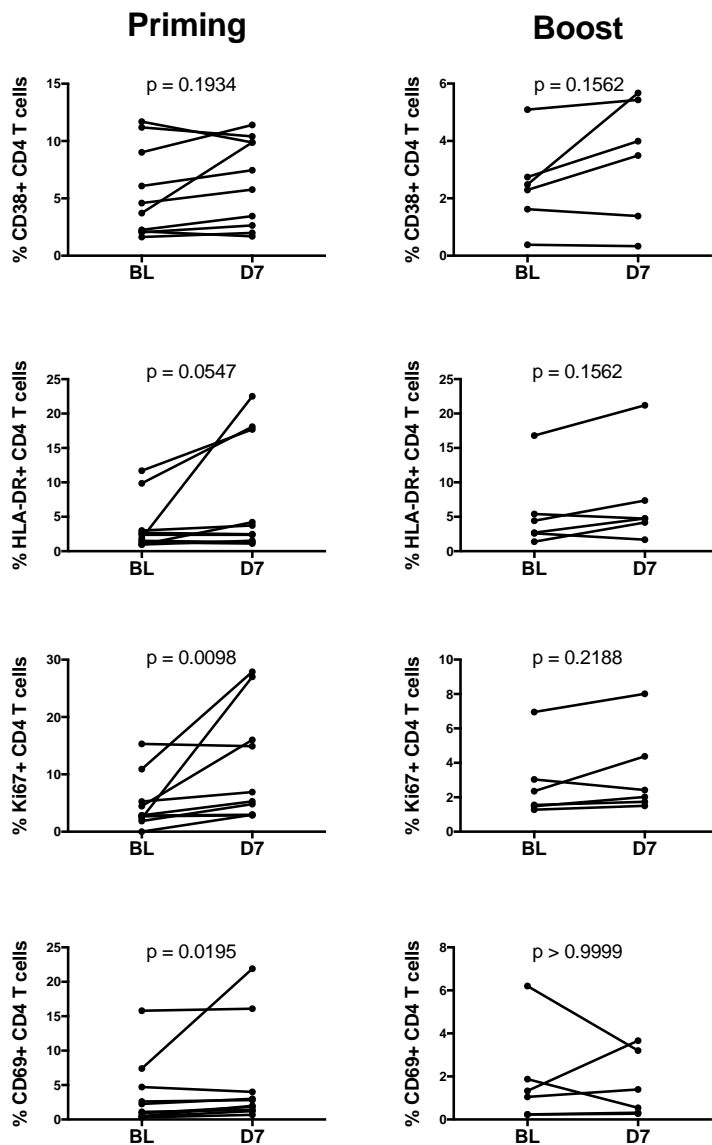 Priming
Boost
% CD38+ CD4 T cells
p = 0.1934
15
10
5
0
BL
D7
% CD38+ CD4 T cells
p = 0.1562
6
4
2
0
BL
D7
% HLA-DR+ CD4 T cells
p = 0.0547
25
20
15
10
5
0
BL
D7
% HLA-DR+ CD4 T cells
p = 0.1562
25
20
15
10
5
0
BL
D7
% Ki67+ CD4 T cells
p = 0.0098
30
20
10
0
BL
D7
% Ki67+ CD4 T cells
p = 0.2188
10
8
6
4
2
0
BL
D7
% CD69+ CD4 T cells
p = 0.0195
25
20
15
10
5
0
BL
D7
% CD69+ CD4 T cells
p > 0.9999
8
6
4
2
0
BL
D7